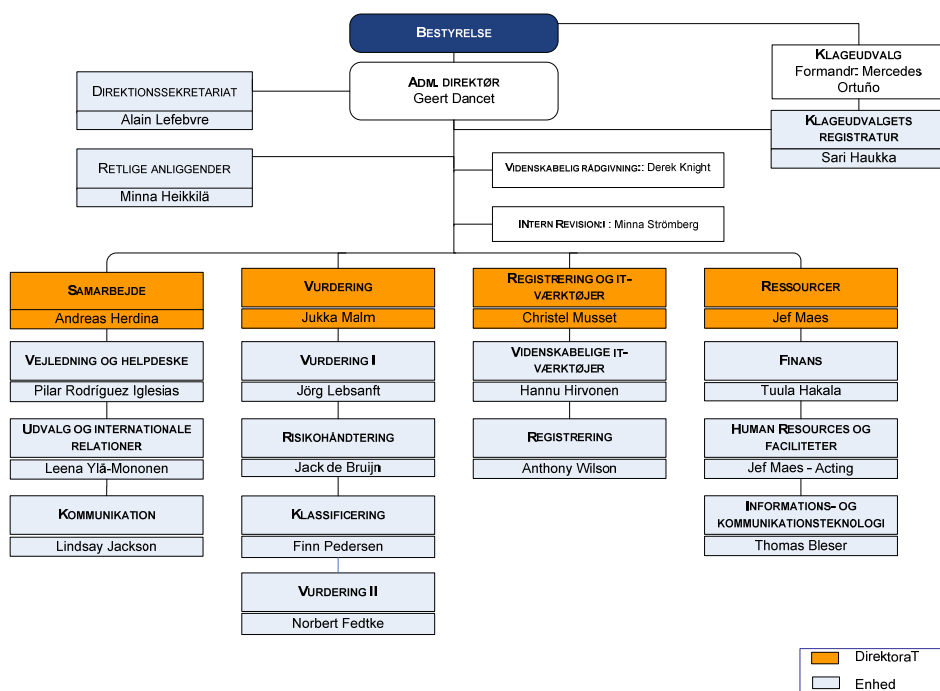 BESTYRELSE
KLAGEUDVALG
Formandr: Mercedes
Ortuño
ADM. DIREKTØR
Geert Dancet
DIREKTIONSSEKRETARIAT
Alain Lefebvre
KLAGEUDVALGETS
REGISTRATUR
Sari Haukka
RETLIGE ANLIGGENDER
Minna Heikkilä
VIDENSKABELIG RÅDGIVNING:: Derek Knight
INTERN REVISION:I : Minna Strömberg
SAMARBEJDE
Andreas Herdina
VEJLEDNING OG HELPDESKE
Pilar Rodríguez Iglesias
UDVALG OG INTERNATIONALE
RELATIONER
Leena Ylä-Mononen
KOMMUNIKATION
Lindsay Jackson
VURDERING
Jukka Malm
VURDERING I
Jörg Lebsanft
RISIKOHÅNDTERING
Jack de Bruijn
KLASSIFICERING
Finn Pedersen
VURDERING II
Norbert Fedtke
REGISTRERING OG IT-
VÆRKTØJER
Christel Musset
VIDENSKABELIGE IT-
VÆRKTØJER
Hannu Hirvonen
REGISTRERING
Anthony Wilson
RESSOURCER
Jef Maes
FINANS
Tuula Hakala
HUMAN RESOURCES OG
FACILITETER
Jef Maes - Acting
INFORMATIONS- OG
KOMMUNIKATIONSTEKNOLOGI
Thomas Bleser
DirektoraT
Enhed